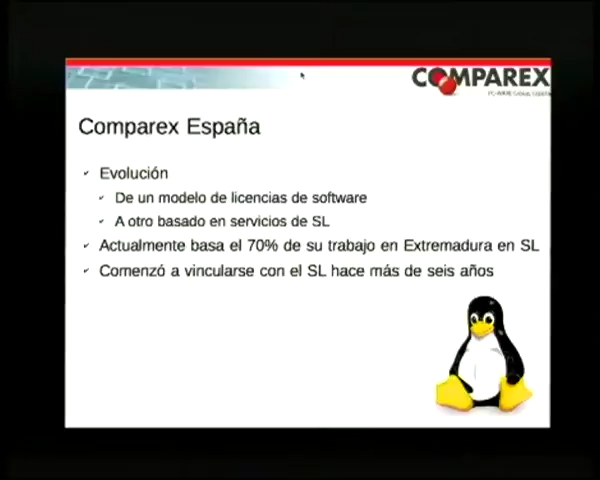 COMPAREX
Comparex España
Evolución
De un modelo de licencias de software
A otro basado en servicios de SL
Actualmente basa el 70% de su trabajo en Extremadura en SL
Comenzó a vincularse con el SL hace más de seis años